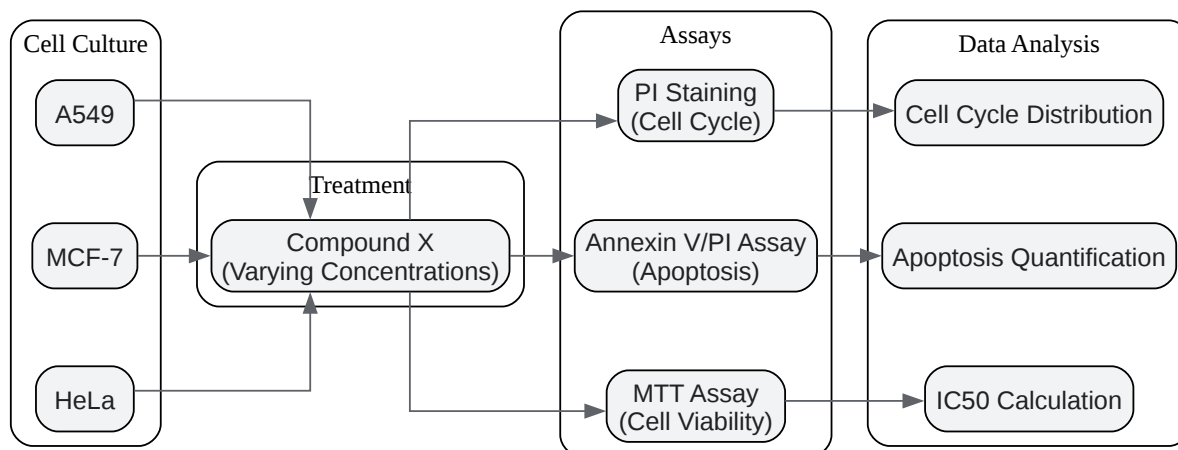 Cell Culture
A549
MCF-7
HeLa
Treatment
Compound X
(Varying Concentrations)
Assays
PI Staining
(Cell Cycle)
Annexin V/PI Assay
(Apoptosis)
MTT Assay
(Cell Viability)
Data Analysis
Cell Cycle Distribution
Apoptosis Quantification
IC50 Calculation